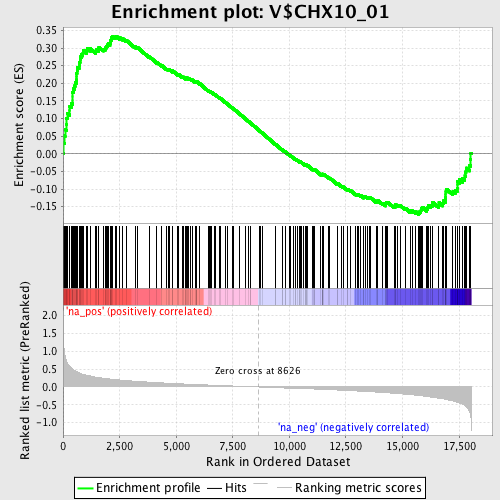 Enrichment plot: V$CHX10_01
Enrichment score (ES)
0.35
0.30
0.25
0.20
0.15
0.10
0.05
0.00
-0.05
-0.10
-0.15
Ranked list metric (PreRanked)
'na_pos' (positively correlated)
2.0
1.5
1.0
0.5
0.0
-0.5
-1.0
Zero cross at 8626
'na_neg' (negatively correlated)
0 2,500 5,000 7,500 10,000 12,500 15,000 17,500
Rank in Ordered Dataset
Enrichment profile Hits Ranking metric scores